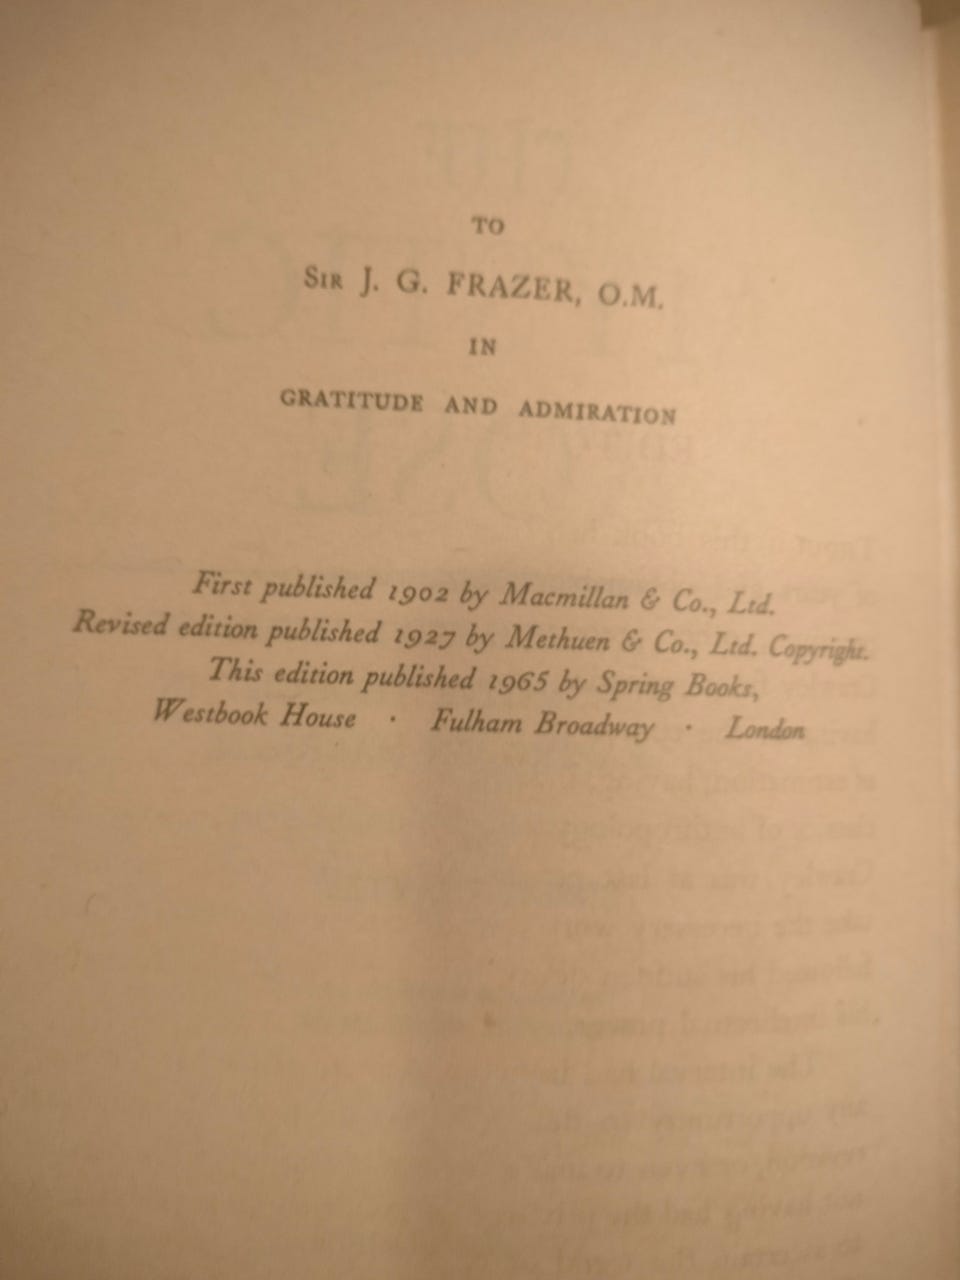 TO
SIR J. G. FRAZER, O.M.
IN
GRATITUDE AND ADMIRATION
First published 1902 by Macmillan & Co., Ltd.
Revised edition published 1927 by Methuen & Co., Ltd. Copyright.
This edition published 1965 by Spring Books,
Westbook House · Fulham Broadway · London